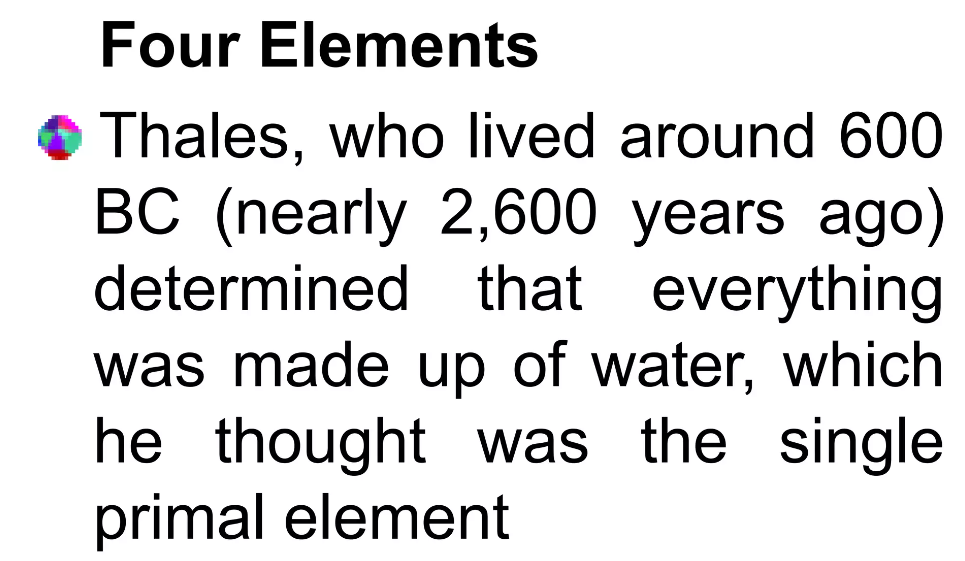 Four Elements
Thales, who lived around 600
BC (nearly 2,600 years ago)
determined that everything
was made up of water, which
he thought was the single
primal element